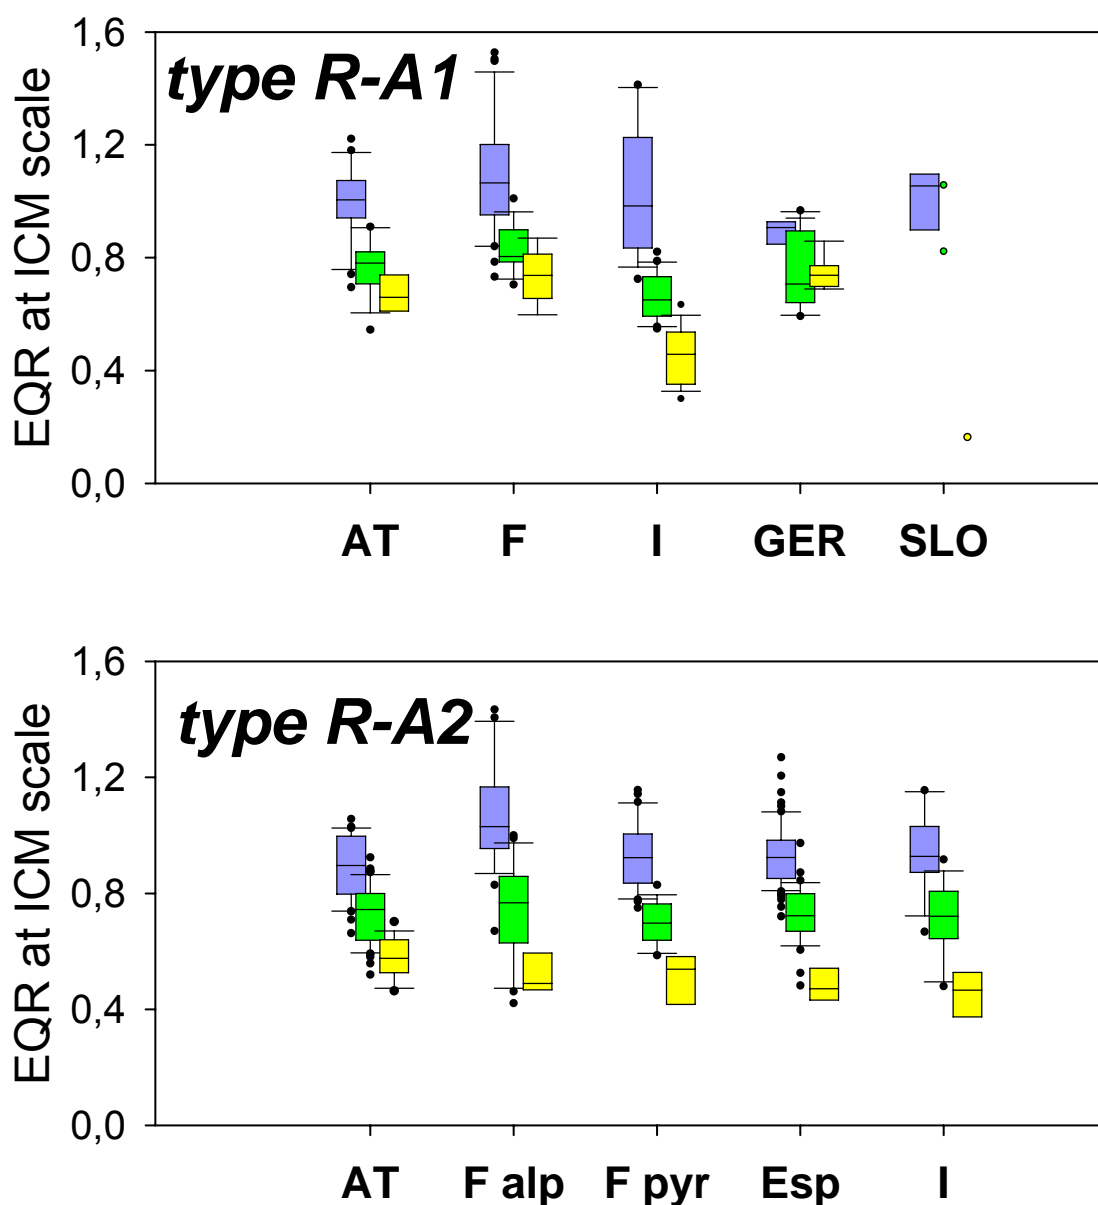 1,6
type R-A1
1,2
0,8
0,4
0,0
EQR at ICM scale
AT F I GER SLO
1,6
type R-A2
1,2
0,8
0,4
0,0
EQR at ICM scale
AT F alp F pyr Esp I